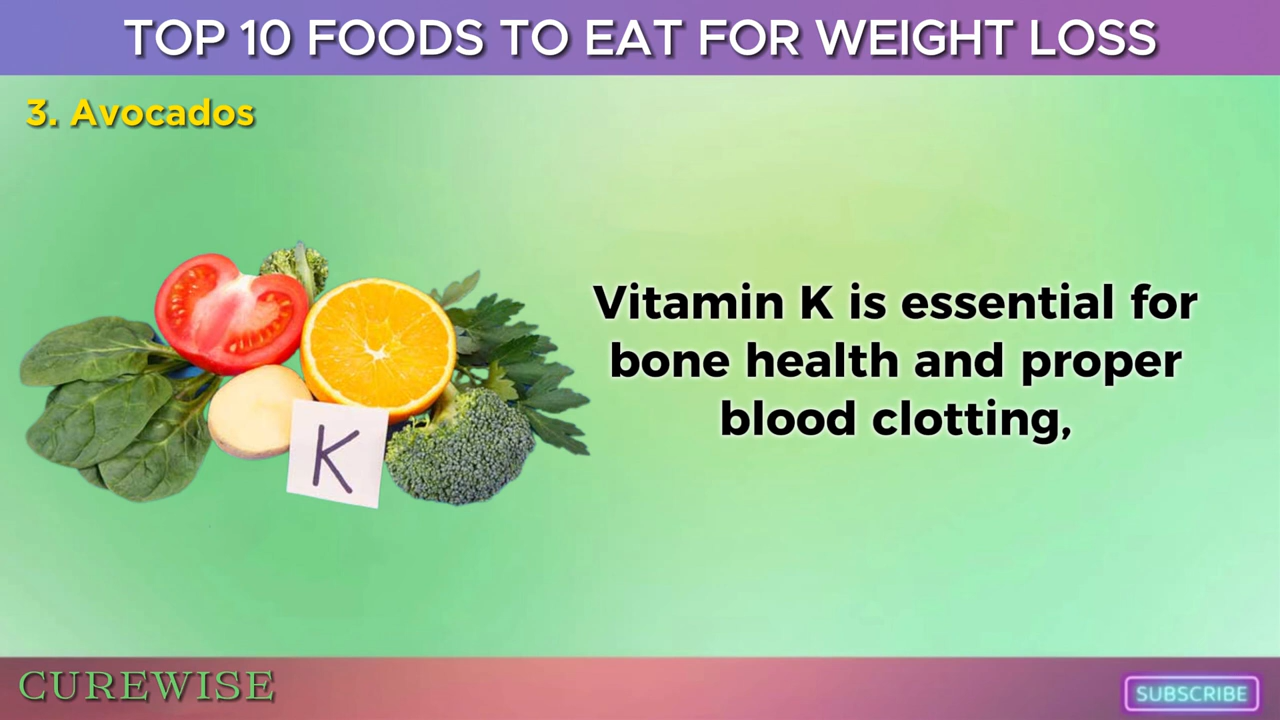 TOP 10 FOODS TO EAT FOR WEIGHT LOSS
3. Avocados
Vitamin K is essential for
bone health and proper
blood clotting,
K
CUREWISE
SUBSCRIBE